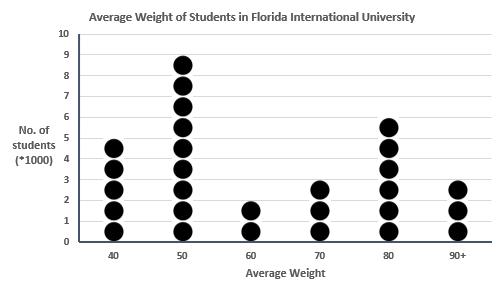 Average Weight of Students in Florida International University
10
9
8
7
6
5
4
3
2
1
0
No. of
students
(*1000)
40 50 60 70 80 90+
Average Weight